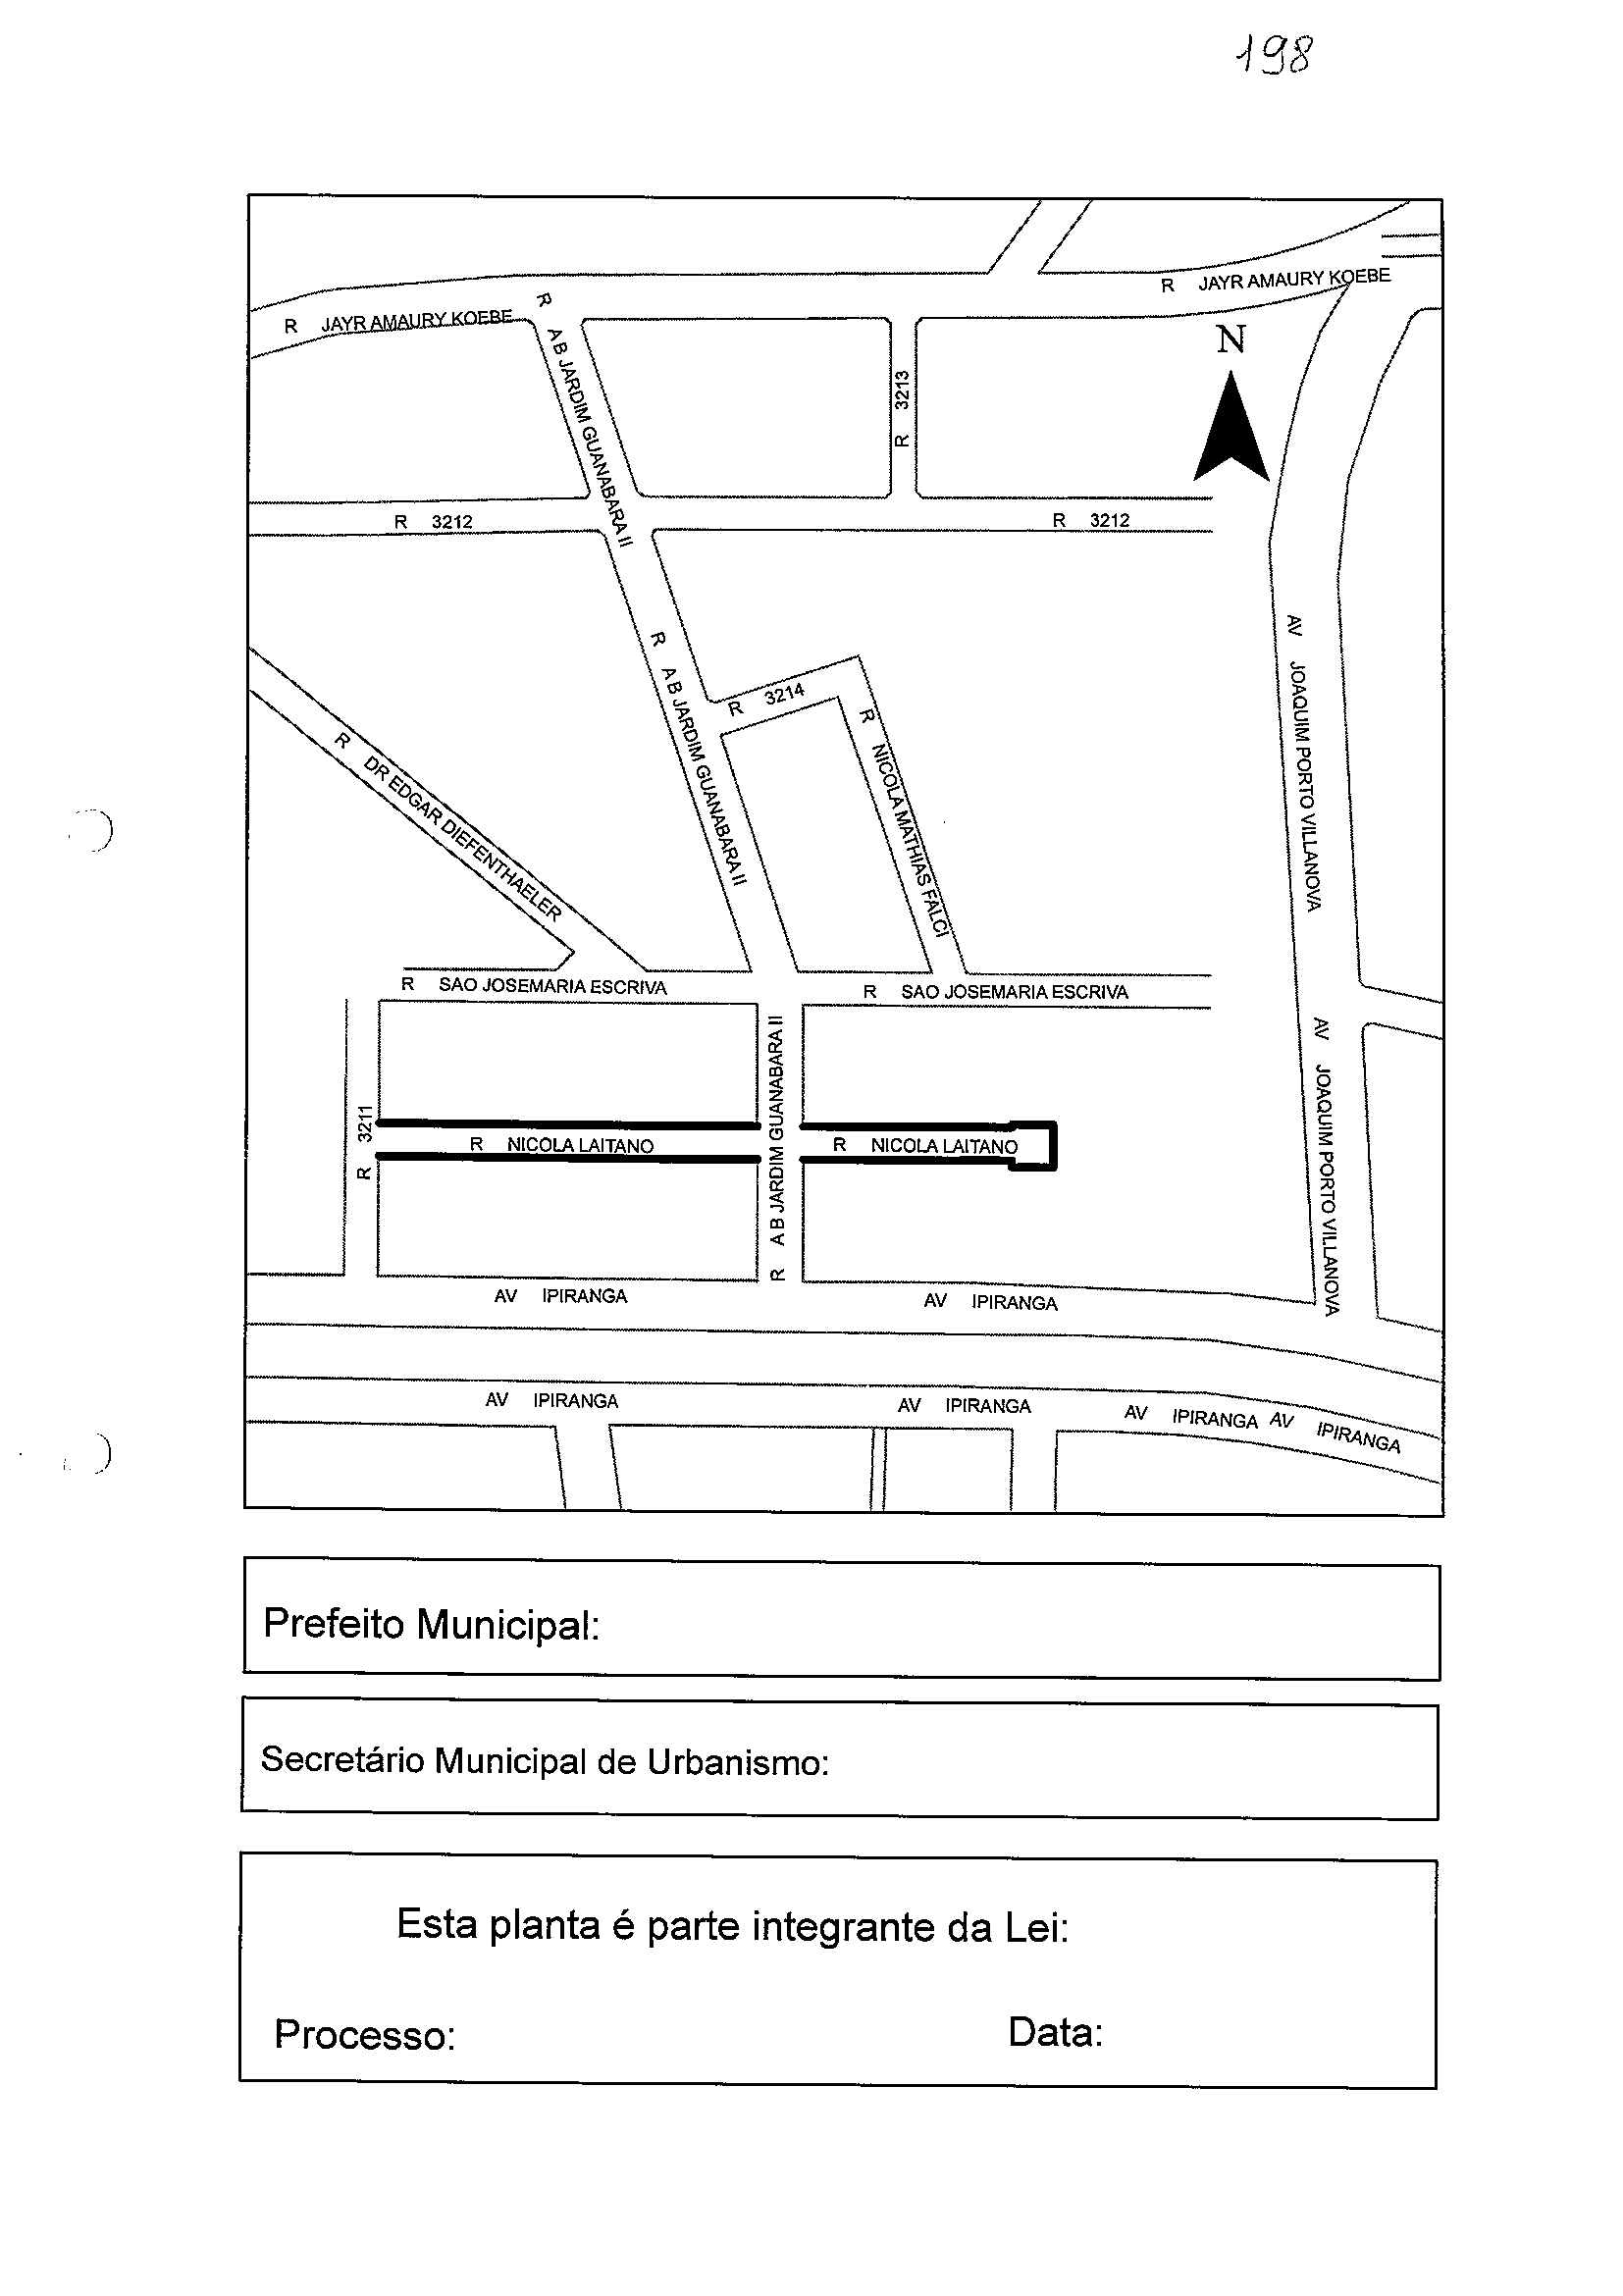 198
R JAYR AMAURY KOEBE
R JAYR AMAURY KOEBE
N
R A B JARDIM GUANABARA II
R 3213
R 3212
R 3212
R A B JARDIM GUANABARA II
R 3214
R NICOLA MATHIAS FALCI
AV JOAQUIM PORTO VILLANOVA
R DR EDGAR DIEFENTHAELER
R SAO JOSEMARIA ESCRIVA
R SAO JOSEMARIA ESCRIVA
R 3211
R A B JARDIM GUANABARA II
AV JOAQUIM PORTO VILLANOVA
R NICOLA LAITANO
R NICOLA LAITANO
AV IPIRANGA
AV IPIRANGA
AV IPIRANGA
AV IPIRANGA
AV IPIRANGA
AV IPIRANGA
Prefeito Municipal:
Secretário Municipal de Urbanismo:
Esta planta é parte integrante da Lei:
Processo:
Data: